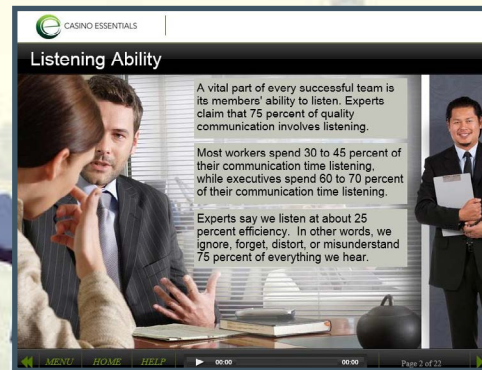 CASINO ESSENTIALS
Listening Ability
A vital part of every successful team is
its members' ability to listen. Experts
claim that 75 percent of quality
communication involves listening.
Most workers spend 30 to 45 percent of
their communication time listening,
while executives spend 60 to 70 percent
of their communication time listening.
Experts say we listen at about 25
percent efficiency. In other words, we
ignore, forget, distort, or misunderstand
75 percent of everything we hear.
MENU HOME HELP 00:00 00:00 Page 2 of 22